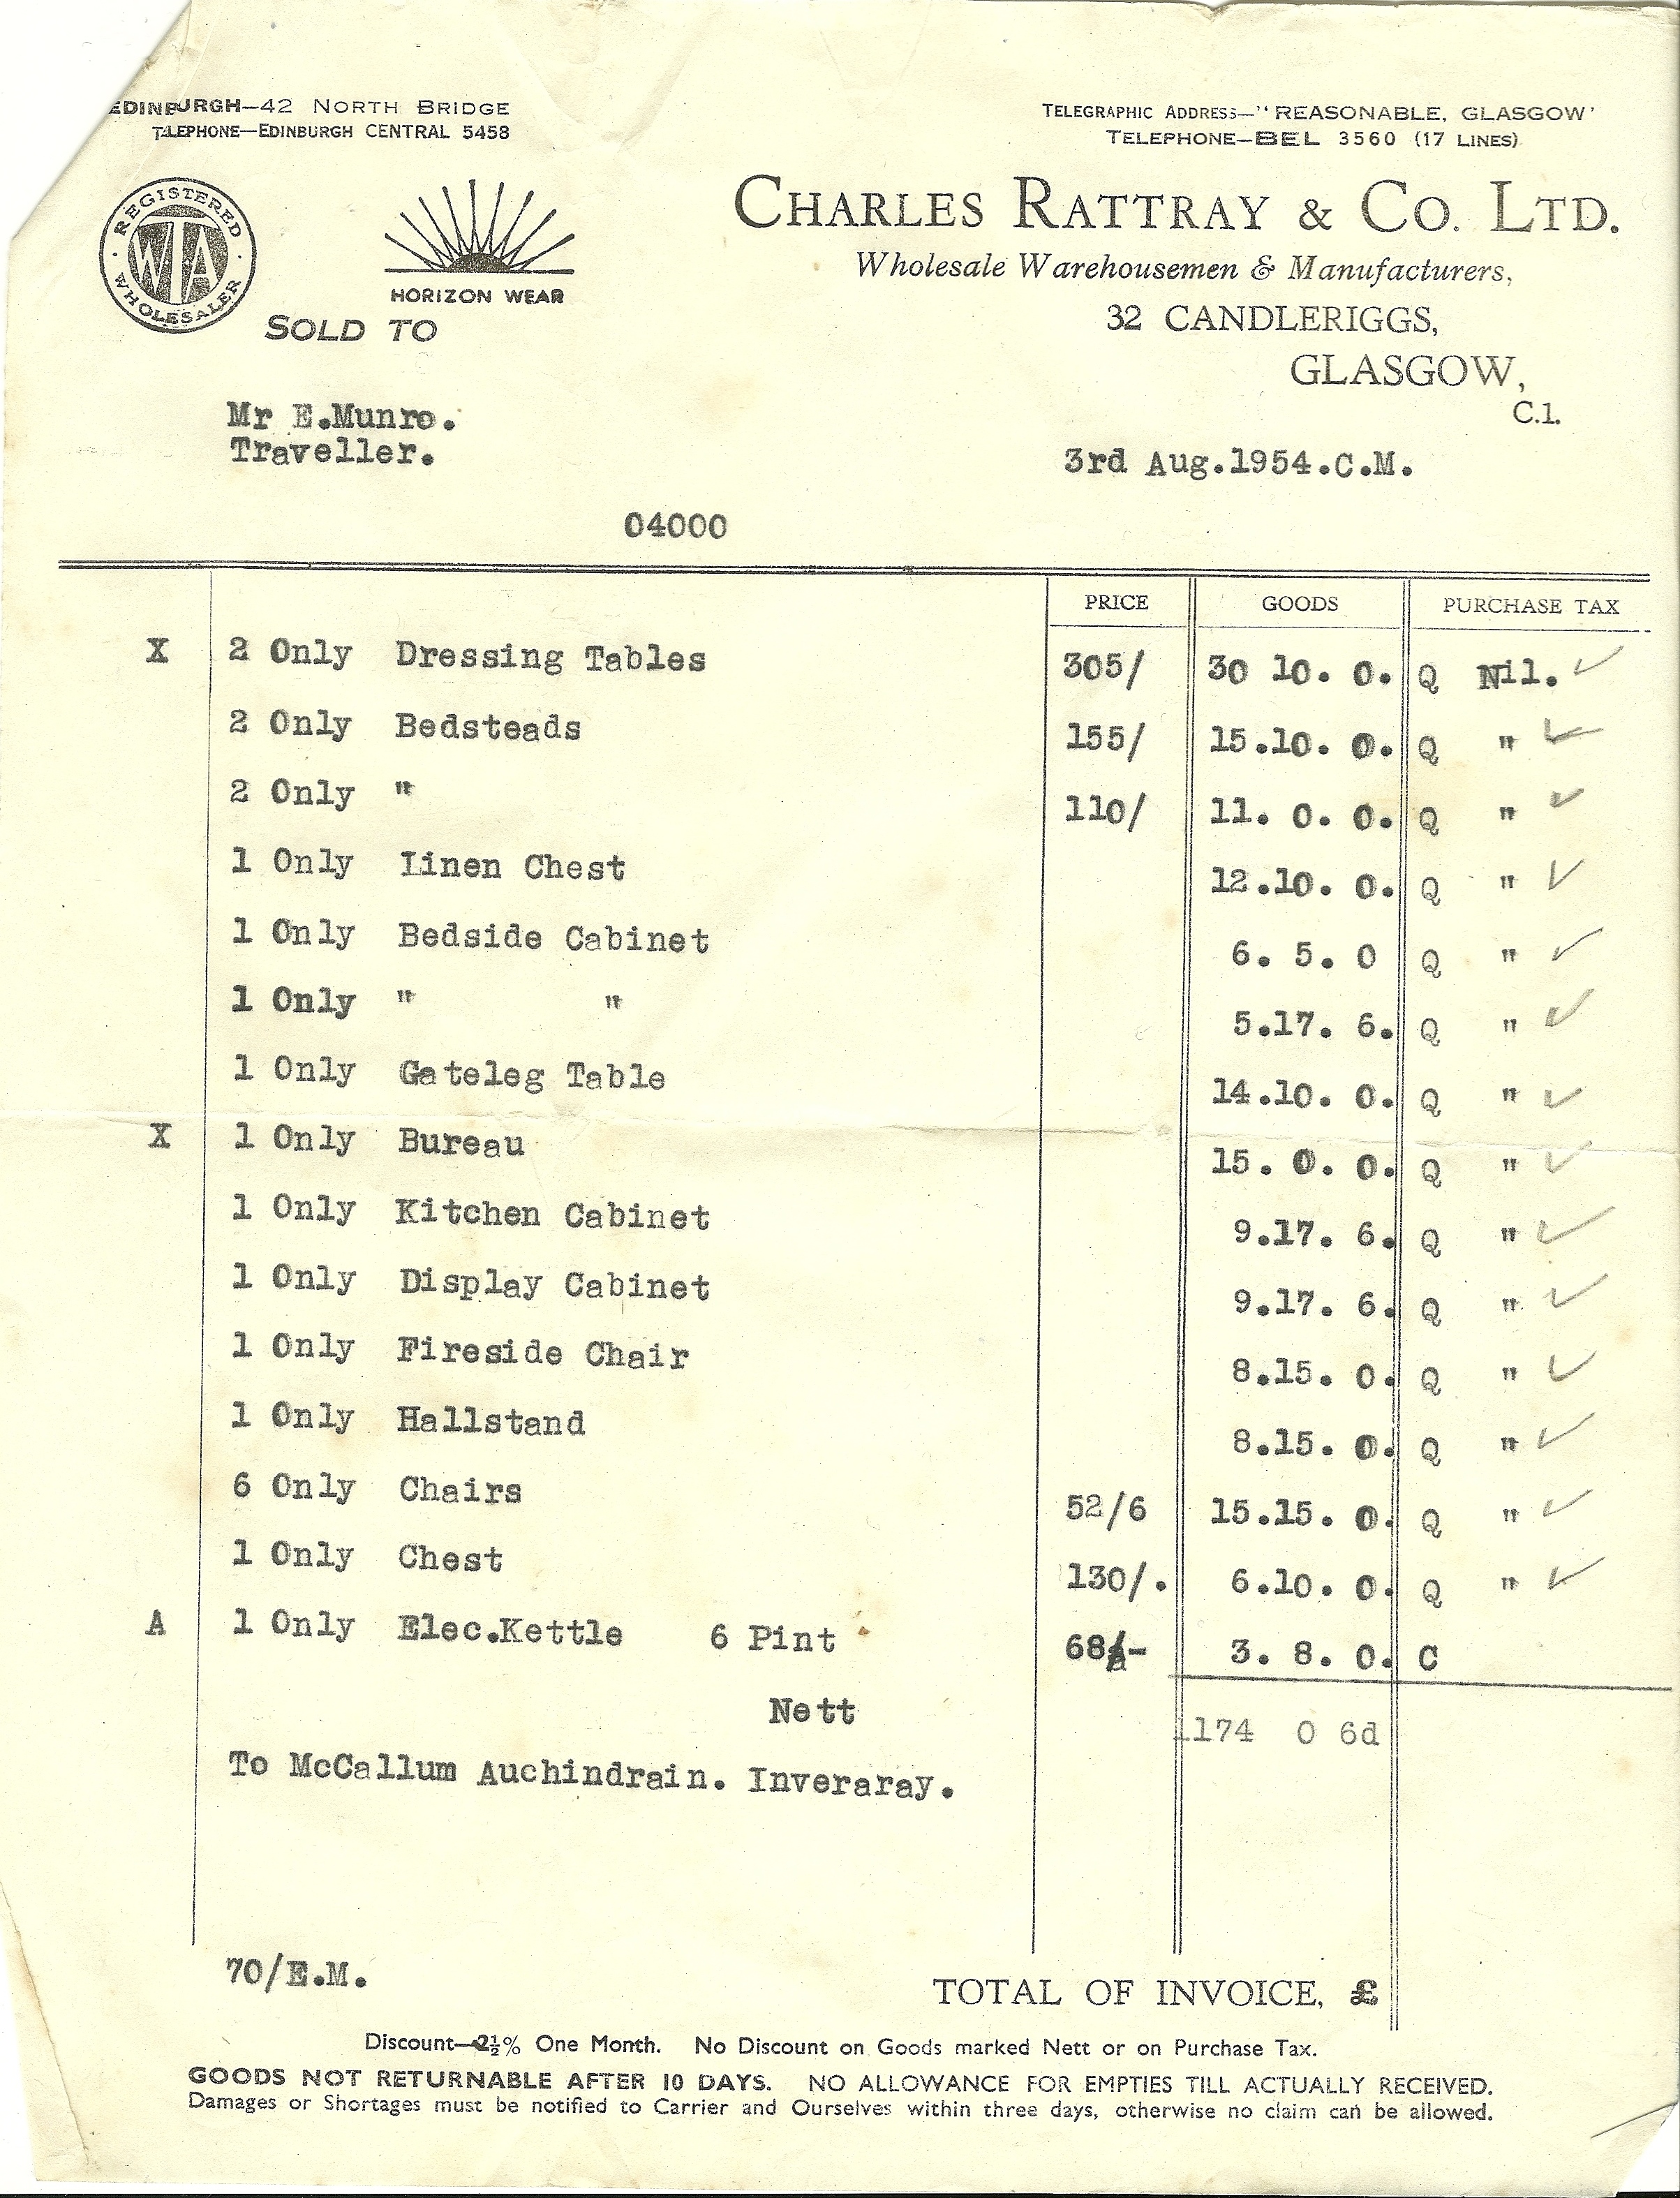 EDINBURGH—42 NORTH BRIDGE
TELEPHONE—EDINBURGH CENTRAL 5458
TELEGRAPHIC ADDRESS—"REASONABLE, GLASGOW'
TELEPHONE—BEL 3560 (17 LINES)
REGISTERED
WTA
WHOLESALER
HORIZON WEAR
CHARLES RATTRAY & CO. LTD.
Wholesale Warehousemen & Manufacturers,
32 CANDLERIGGS,
GLASGOW,
C.1.
SOLD TO
Mr E.Munro.
Traveller.
3rd Aug.1954.C.M.
04000
PRICE GOODS PURCHASE TAX
X 2 Only Dressing Tables 305/ 30 10. 0. Q Nil.
2 Only Bedsteads 155/ 15.10. 0. Q "
2 Only " 110/ 11. 0. 0. Q "
1 Only Linen Chest 12.10. 0. Q "
1 Only Bedside Cabinet 6. 5. 0 Q "
1 Only " " 5.17. 6. Q "
1 Only Gateleg Table 14.10. 0. Q "
X 1 Only Bureau 15. 0. 0. Q "
1 Only Kitchen Cabinet 9.17. 6. Q "
1 Only Display Cabinet 9.17. 6. Q "
1 Only Fireside Chair 8.15. 0. Q "
1 Only Hallstand 8.15. 0. Q "
6 Only Chairs 52/6 15.15. 0. Q "
1 Only Chest 130/. 6.10. 0. Q "
A 1 Only Elec.Kettle 6 Pint 68/- 3. 8. 0. C
Nett
174 0 6d
To McCallum Auchindrain. Inveraray.
70/E.M.
TOTAL OF INVOICE, £
Discount—2½% One Month. No Discount on Goods marked Nett or on Purchase Tax.
GOODS NOT RETURNABLE AFTER 10 DAYS. NO ALLOWANCE FOR EMPTIES TILL ACTUALLY RECEIVED.
Damages or Shortages must be notified to Carrier and Ourselves within three days, otherwise no claim can be allowed.